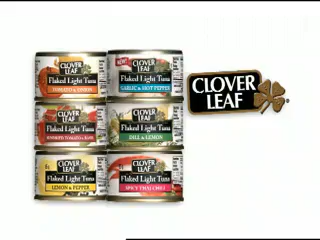 CLOVER
LEAF
Flaked Light Tuna
TOMATO & ONION
CLOVER
LEAF
Flaked Light Tuna
GARLIC & HOT PEPPER
CLOVER
LEAF
Flaked Light Tuna
CLOVER
LEAF
Flaked Light Tuna
DILL & LEMON
CLOVER
LEAF
Flaked Light Tuna
LEMON & PEPPER
CLOVER
LEAF
Flaked Light Tuna
SPICY THAI CHILI
CLOVER
LEAF